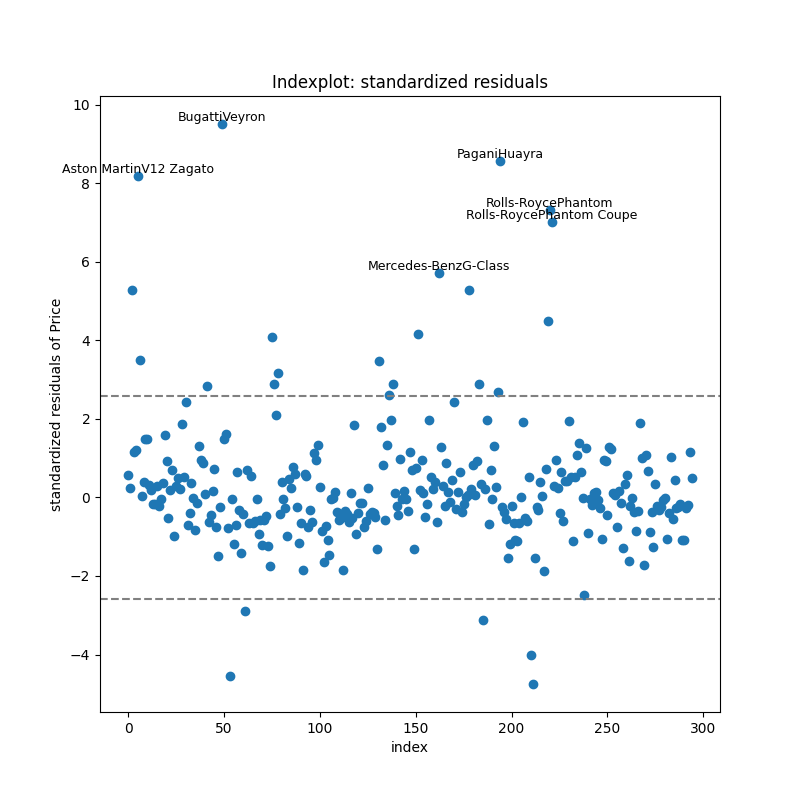 Indexplot: standardized residuals
10
8
6
4
2
0
−2
−4
standardized residuals of Price
BugattiVeyron
PaganiHuayra
Aston MartinV12 Zagato
Rolls-RoycePhantom
Rolls-RoycePhantom Coupe
Mercedes-BenzG-Class
0 50 100 150 200 250 300
index